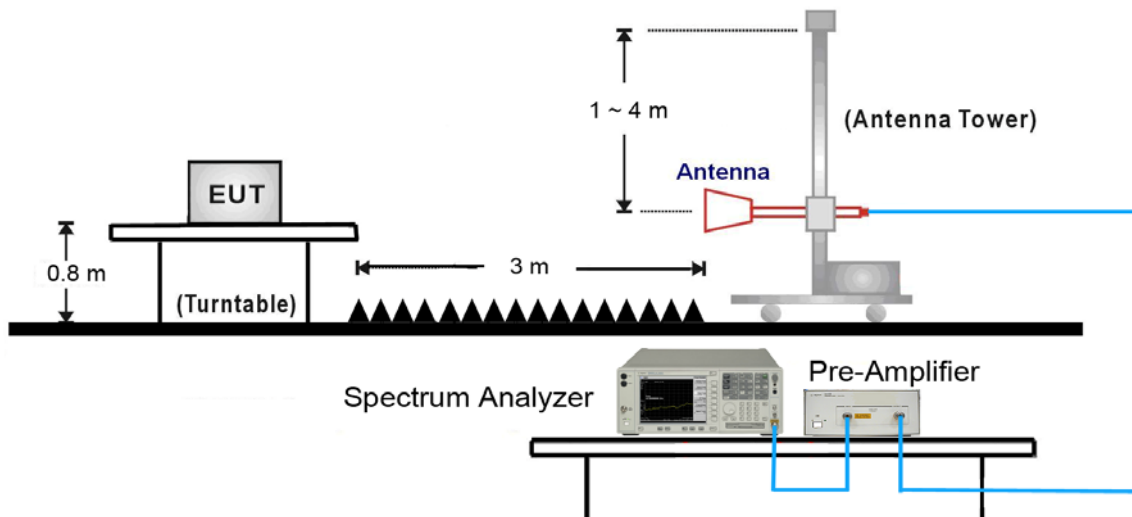 1 ~ 4 m
(Antenna Tower)
Antenna
EUT
0.8 m
3 m
(Turntable)
Spectrum Analyzer
Pre-Amplifier